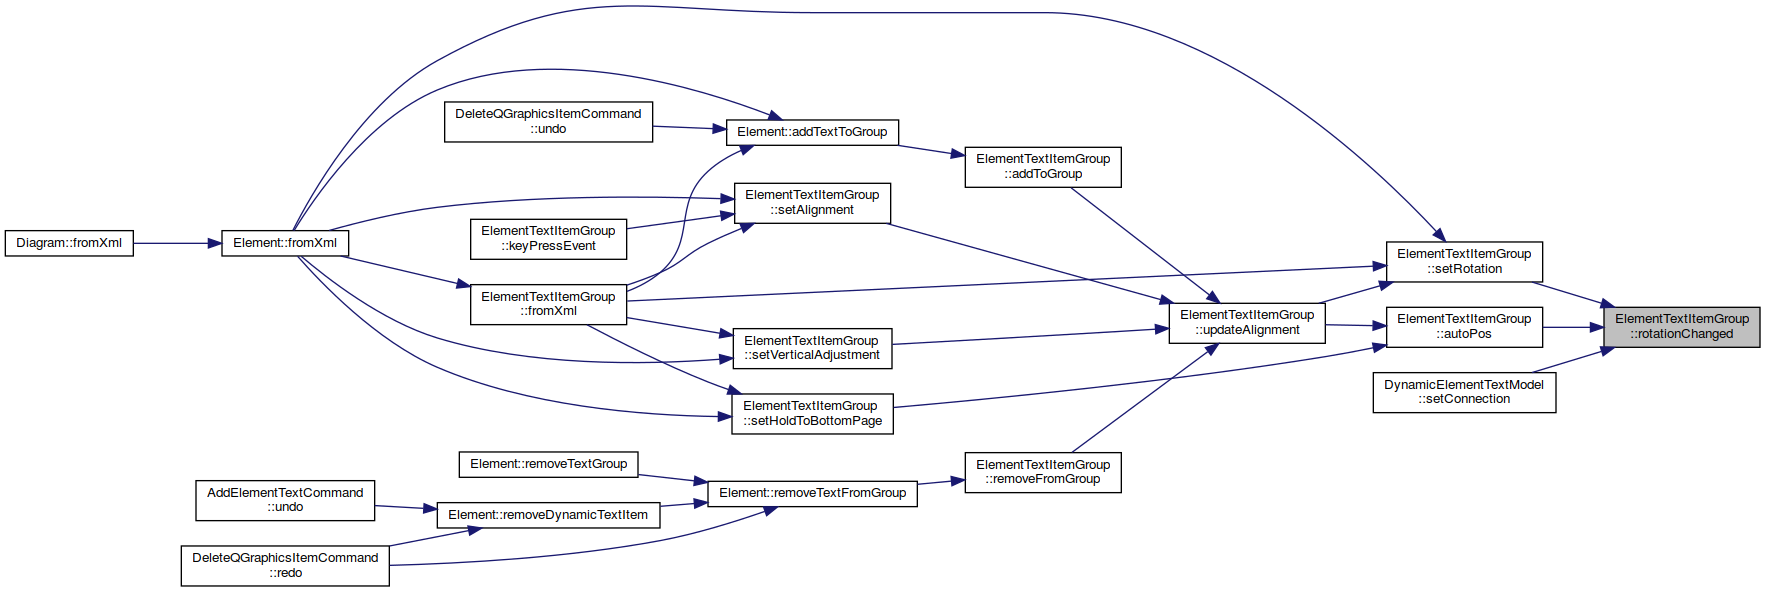 DeleteQGraphicsItemCommand
::undo
Element::addTextToGroup
ElementTextItemGroup
::addToGroup
ElementTextItemGroup
::setAlignment
ElementTextItemGroup
::keyPressEvent
Diagram::fromXml
Element::fromXml
ElementTextItemGroup
::setRotation
ElementTextItemGroup
::fromXml
ElementTextItemGroup
::updateAlignment
ElementTextItemGroup
::autoPos
ElementTextItemGroup
::rotationChanged
ElementTextItemGroup
::setVerticalAdjustment
DynamicElementTextModel
::setConnection
ElementTextItemGroup
::setHoldToBottomPage
Element::removeTextGroup
ElementTextItemGroup
::removeFromGroup
AddElementTextCommand
::undo
Element::removeTextFromGroup
Element::removeDynamicTextItem
DeleteQGraphicsItemCommand
::redo